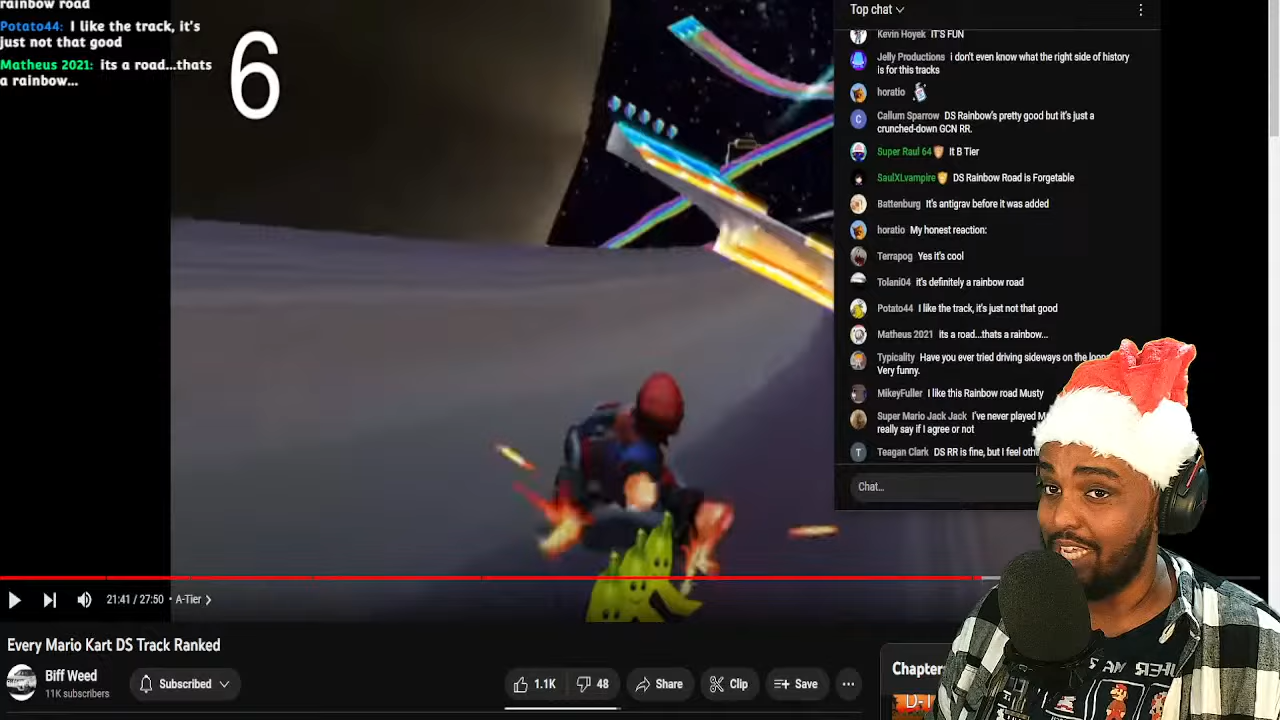 rainbow road
Potato44: I like the track, it's
just not that good
Matheus 2021: its a road...thats
a rainbow...
6
Top chat
Kevin Hoyek IT'S FUN
Jelly Productions i don't even know what the right side of history
is for this tracks
horatio
Callum Sparrow DS Rainbow's pretty good but it's just a
crunched-down GCN RR.
Super Raul 64 It B Tier
SaulXLvampire DS Rainbow Road is Forgetable
Battenburg It's antigrav before it was added
horatio My honest reaction:
Terrapog Yes it's cool
Tolani04 it's definitely a rainbow road
Potato44 I like the track, it's just not that good
Matheus 2021 its a road...thats a rainbow...
Typicality Have you ever tried driving sideways on the
Very funny.
MikeyFuller I like this Rainbow road Musty
Super Mario Jack Jack I've never played
really say if I agree or not
Teagan Clark DS RR is fine, but I feel
Chat...
21:41 / 27:50 • A-Tier
Every Mario Kart DS Track Ranked
Biff Weed
11K subscribers
Subscribed
1.1K
48
Share
Clip
Save
Chapter